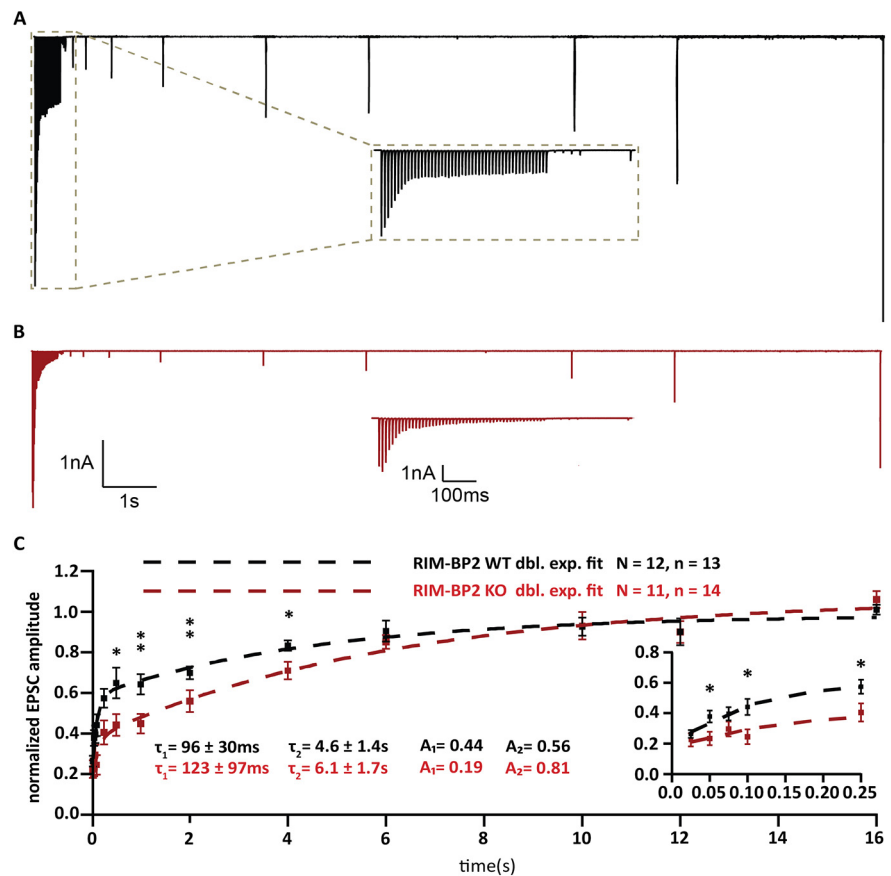 A
B
1nA
1s
1nA
100ms
C
RIM-BP2 WT dbl. exp. fit N = 12, n = 13
RIM-BP2 KO dbl. exp. fit N = 11, n = 14
normalized EPSC amplitude
1.2
1.0
0.8
0.6
0.4
0.2
0.0
*
*
*
*
*
*
τ₁= 96 ± 30ms τ₂= 4.6 ± 1.4s A₁= 0.44 A₂= 0.56
τ₁= 123 ± 97ms τ₂= 6.1 ± 1.7s A₁= 0.19 A₂= 0.81
0.8
0.6
0.4
0.2
0.0
*
*
*
0.0 0.05 0.10 0.15 0.20 0.25
0 2 4 6 8 10 12 14 16
time(s)